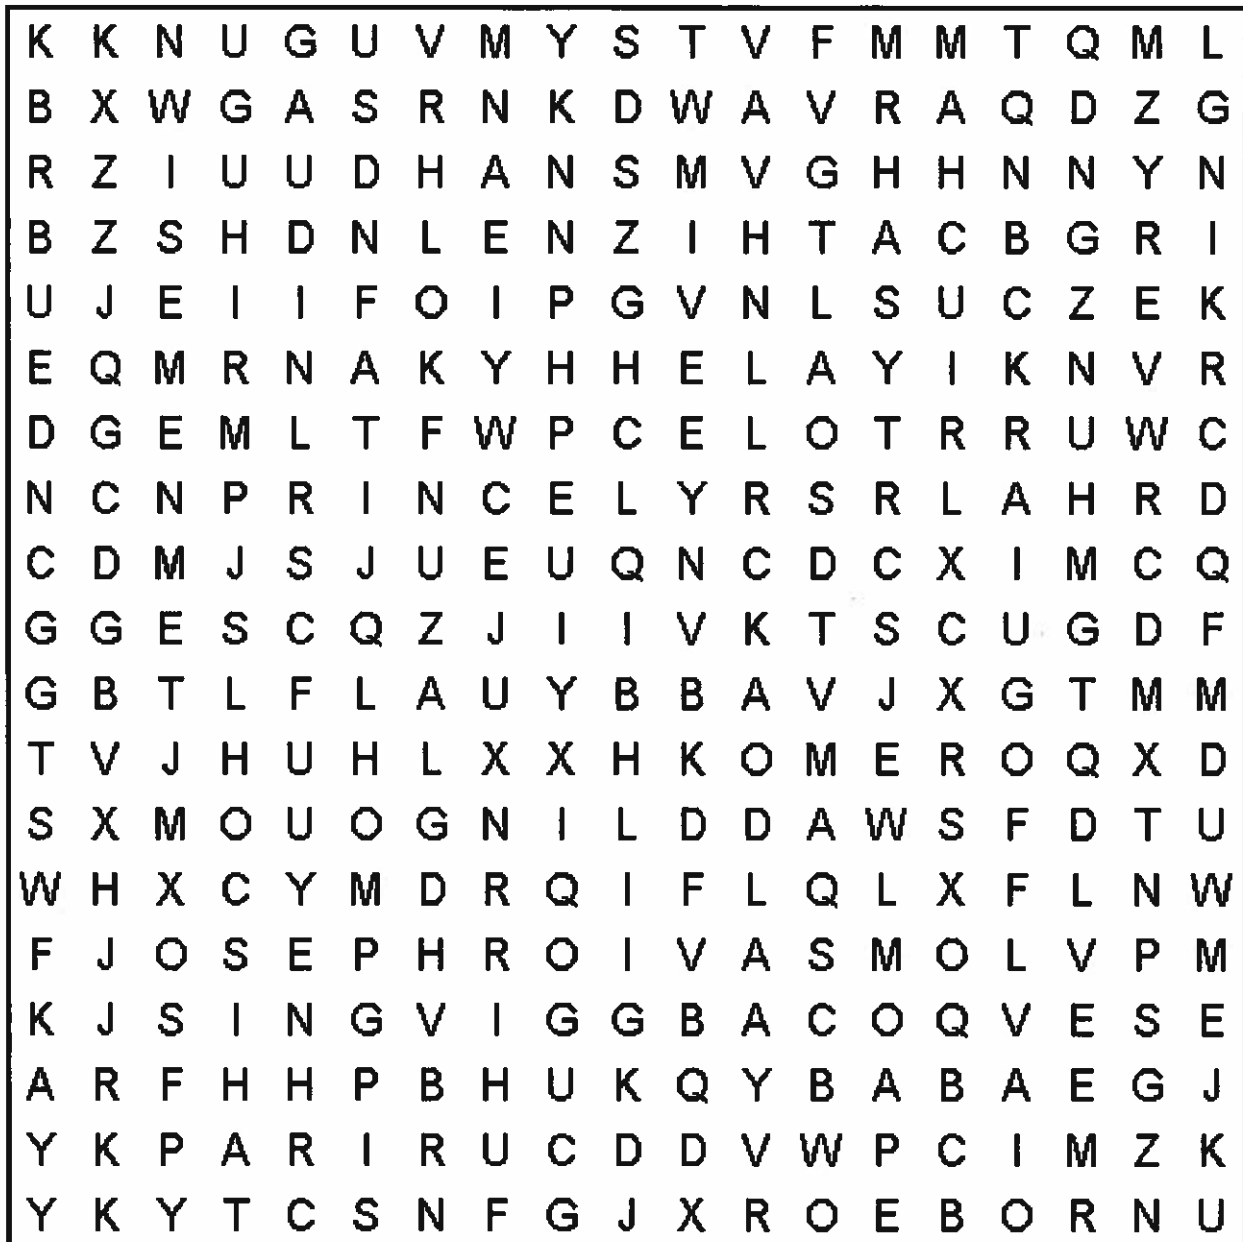 K K N U G U V M Y S T V F M M T Q M L
B X W G A S R N K D W A V R A Q D Z G
R Z I U U D H A N S M V G H H N N Y N
B Z S H D N L E N Z I H T A C B G R I
U J E I I F O I P G V N L S U C Z E K
E Q M R N A K Y H H E L A Y I K N V R
D G E M L T F W P C E L O T R R U W C
N C N P R I N C E L Y R S R L A H R D
C D M J S J U E U Q N C D C X I M C Q
G G E S C Q Z J I I V K T S C U G D F
G B T L F L A U Y B B A V J X G T M M
T V J H U H L X X H K O M E R O Q X D
S X M O U O G N I L D D A W S F D T U
W H X C Y M D R Q I F L Q L X F L N W
F J O S E P H R O I V A S M O L V P M
K J S I N G V I G G B A C O Q V E S E
A R F H H P B H U K Q Y B A B A E G J
Y K P A R I R U C D D V W P C I M Z K
Y K Y T C S N F G J X R O E B O R N U